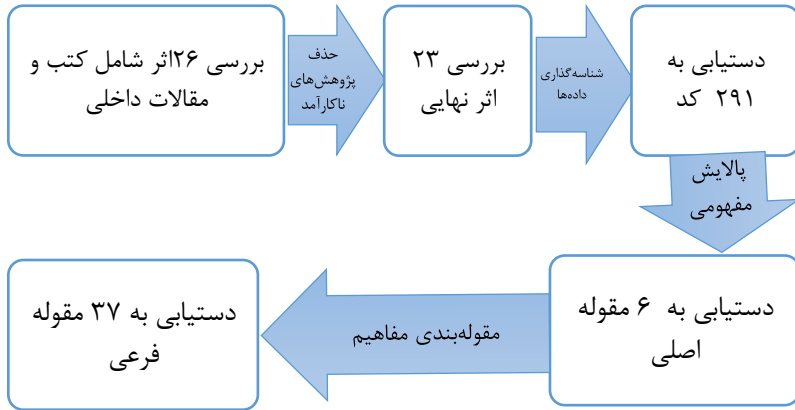 بررسی ۲۶اثر شامل کتب و
مقالات داخلی
حذف
پژوهش‌های
ناکارآمد
بررسی ۲۳
اثر نهایی
شناسه‌گذاری
داده‌ها
دستیابی به
۲۹۱ کد
پالایش
مفهومی
دستیابی به ۶ مقوله
اصلی
مقوله‌بندی مفاهیم
دستیابی به ۳۷ مقوله
فرعی